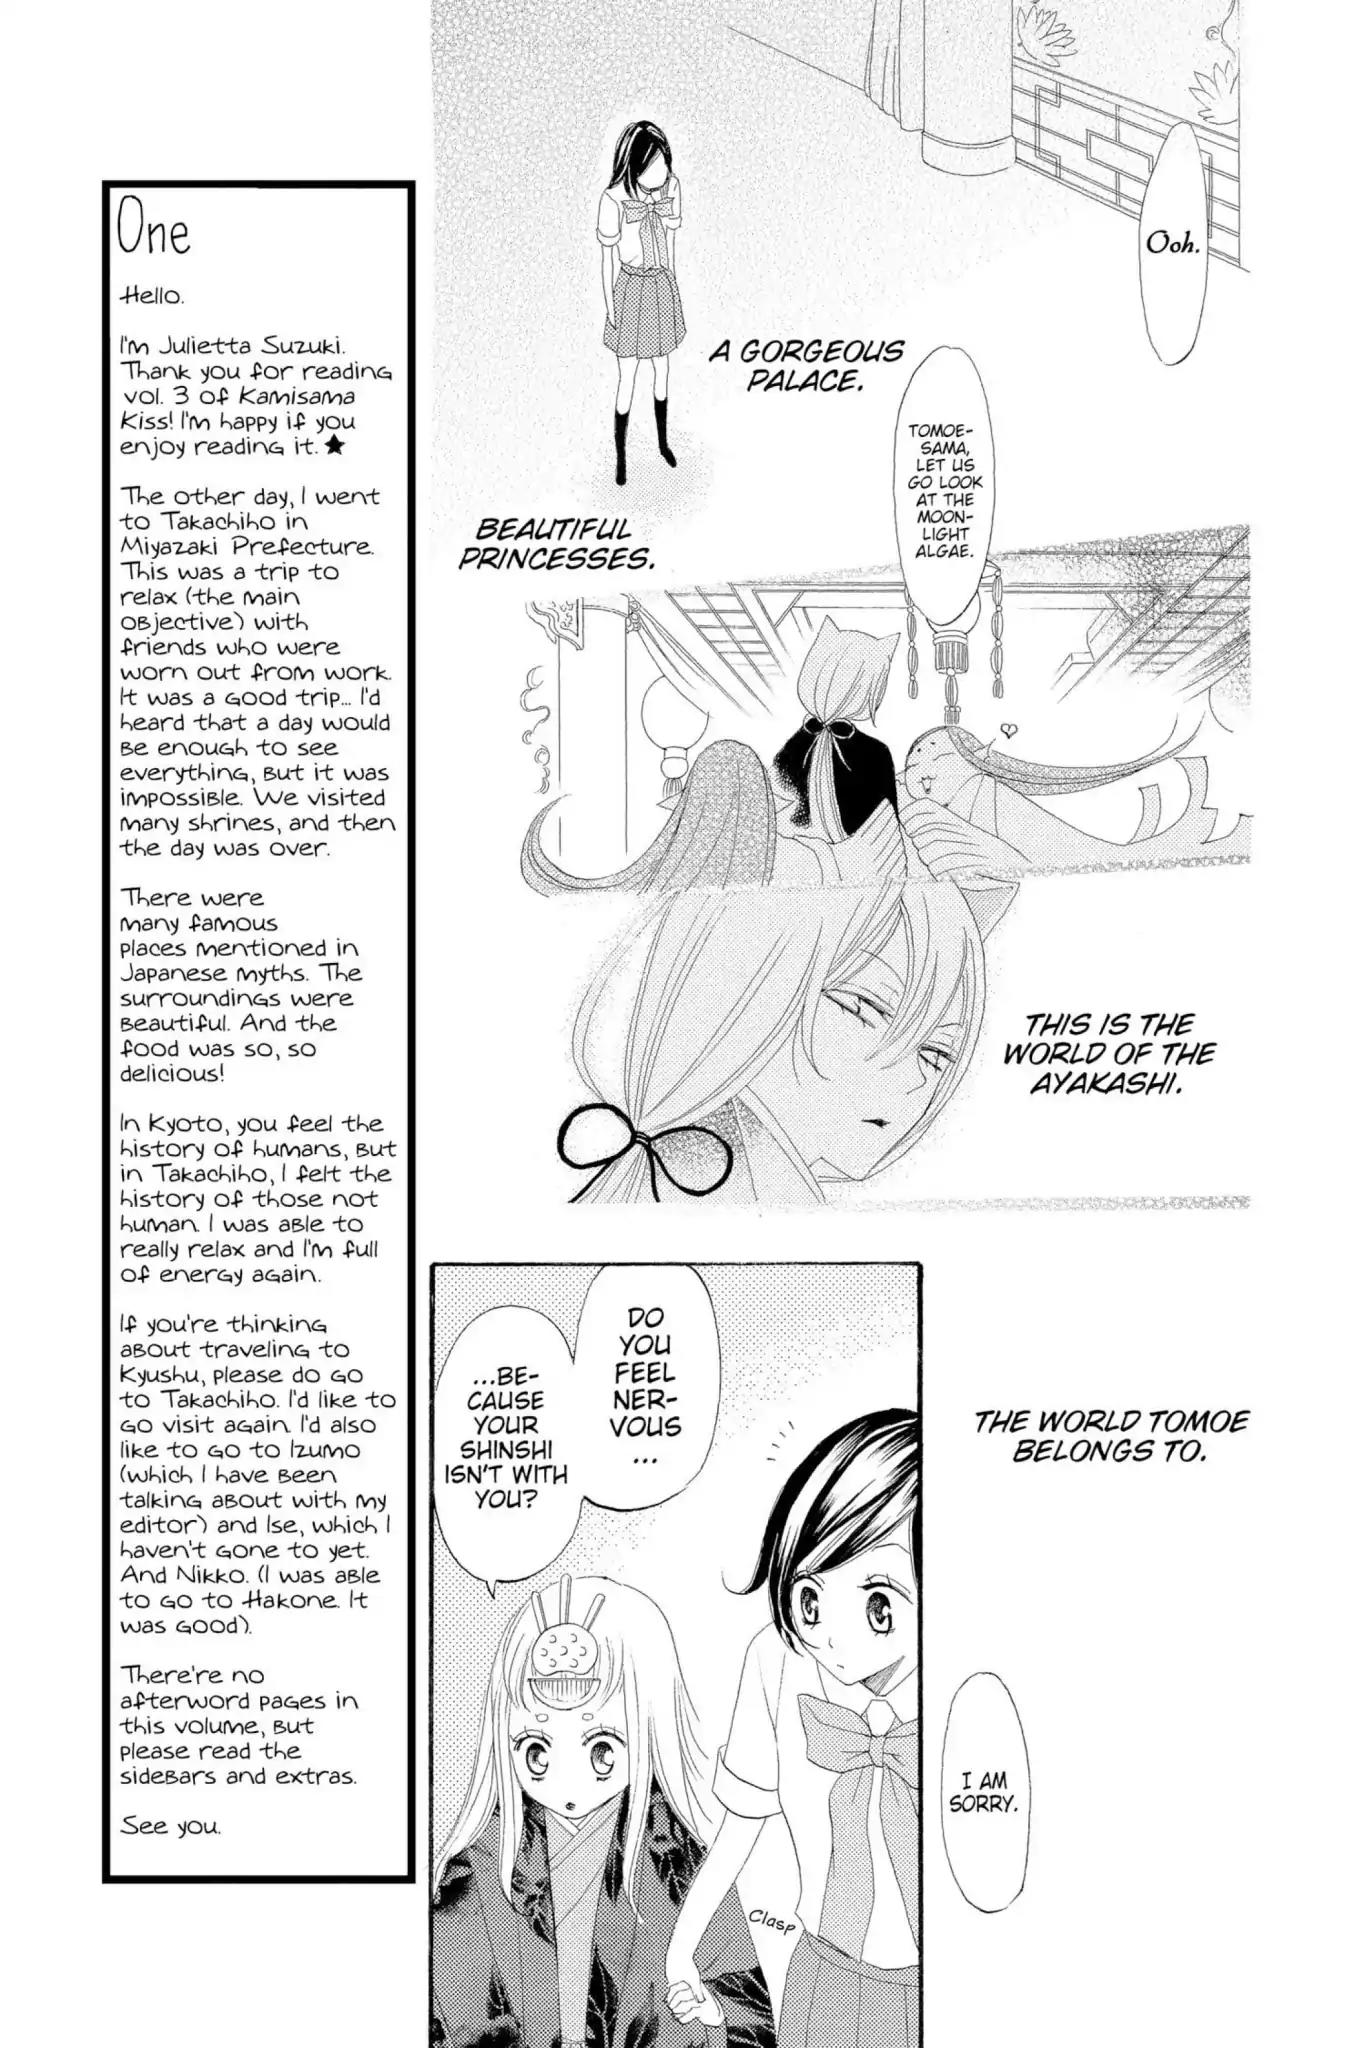 One
Hello.
I'm Julietta Suzuki.
Thank you for reading
vol. 3 of Kamisama
Kiss! I'm happy if you
enjoy reading it.★
The other day, I went
to Takachiho in
Miyazaki Prefecture.
This was a trip to
relax (the main
objective) with
friends who were
worn out from work.
It was a good trip... I'd
heard that a day would
be enough to see
everything, but it was
impossible. We visited
many shrines, and then
the day was over.
There were
many famous
places mentioned in
Japanese myths. The
surroundings were
beautiful. And the
food was so, so
delicious!
In Kyoto, you feel the
history of humans, but
in Takachiho, I felt the
history of those not
human. I was able to
really relax and I'm full
of energy again.
If you're thinking
about traveling to
Kyushu, please do go
to Takachiho. I'd like to
go visit again. I'd also
like to go to Izumo
(which I have been
talking about with my
editor) and Ise, which I
haven't gone to yet.
And Nikko. (I was able
to go to Hakone. It
was good).
There're no
afterword pages in
this volume, but
please read the
sidebars and extras.
See you.
Ooh.
A GORGEOUS
PALACE.
TOMOE-
SAMA,
LET US
GO LOOK
AT THE
MOON-
LIGHT
ALGAE.
BEAUTIFUL
PRINCESSES.
THIS IS THE
WORLD OF THE
AYAKASHI.
THE WORLD TOMOE
BELONGS TO.
DO
YOU
FEEL
NER-
VOUS
...
...BE-
CAUSE
YOUR
SHINSHI
ISN'T WITH
YOU?
I AM
SORRY.
Clasp